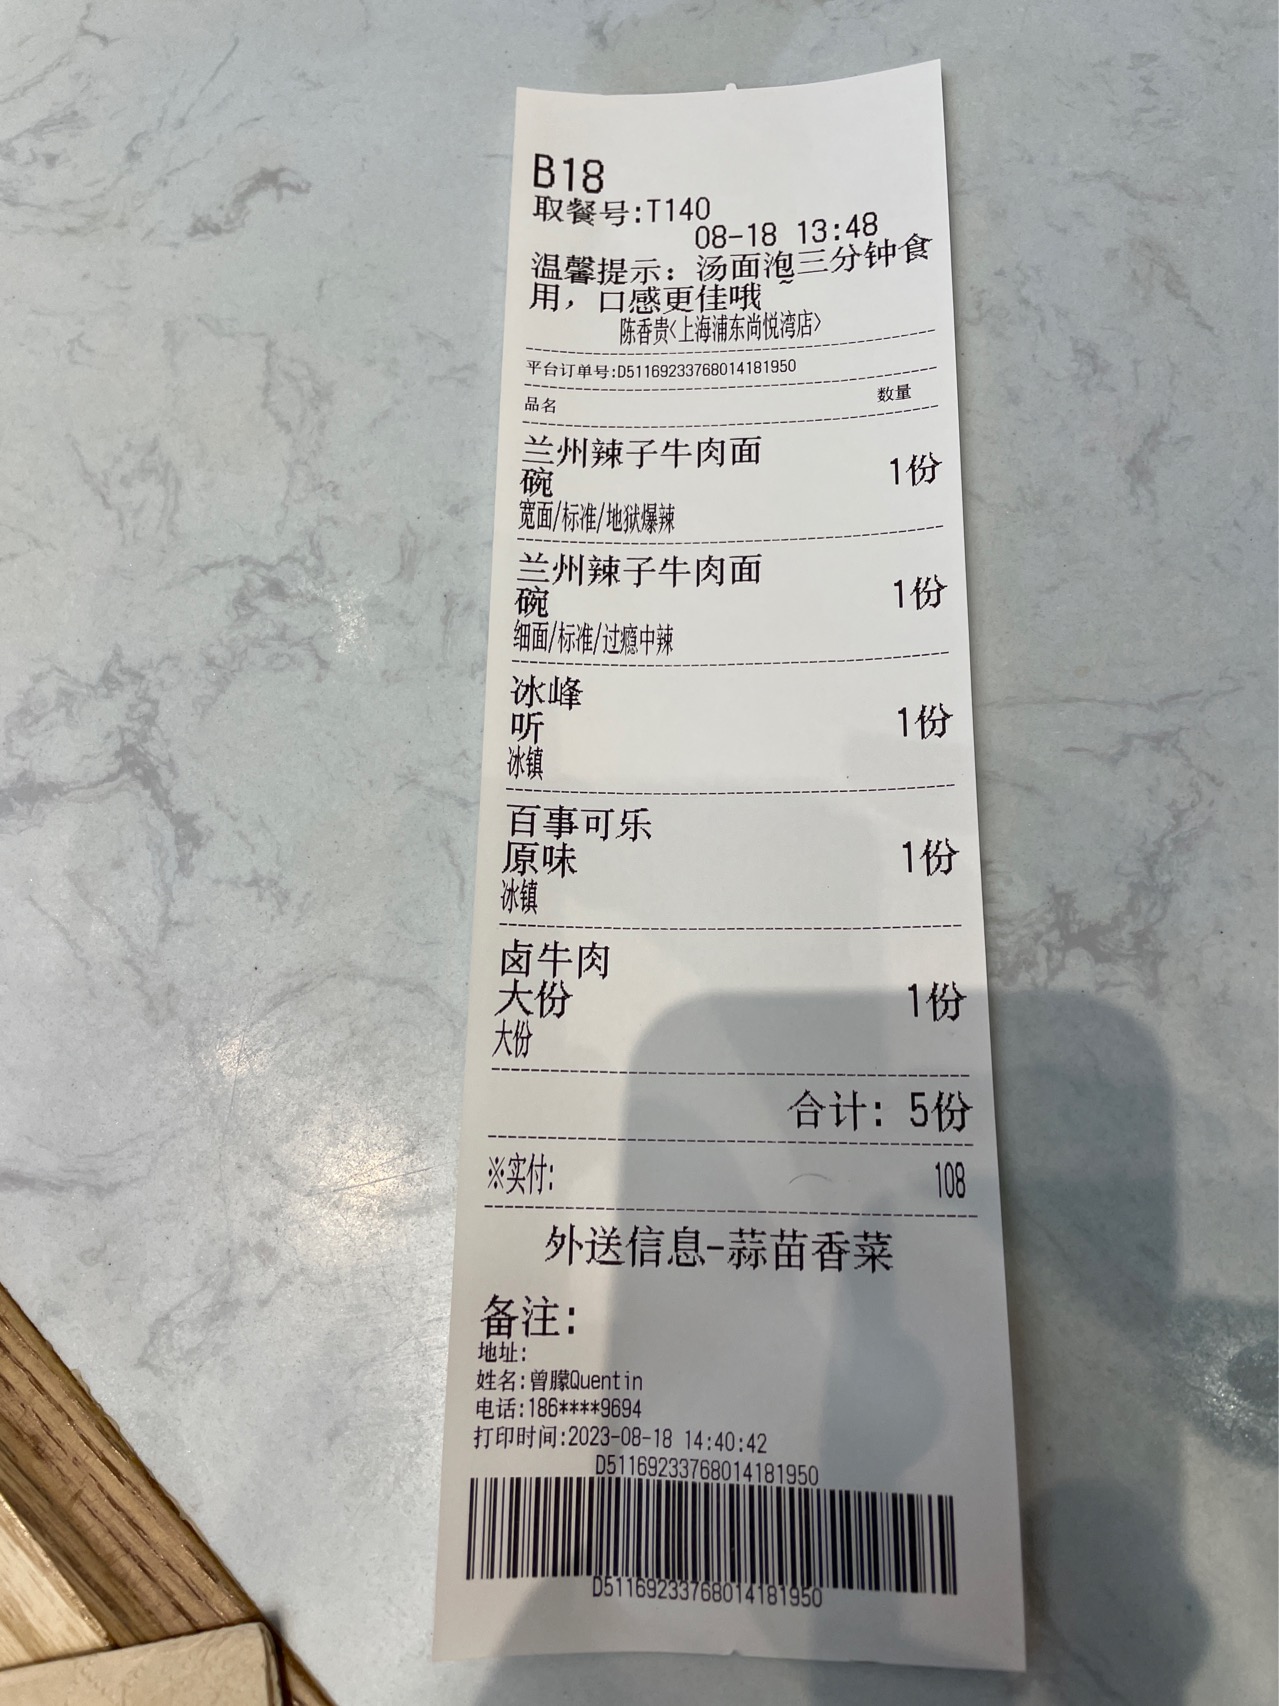 B18
取餐号:T140
08-18 13:48
温馨提示：汤面泡三分钟食
用，口感更佳哦~
陈香贵<上海浦东尚悦湾店>
平台订单号:D51169233768014181950
品名 数量
兰州辣子牛肉面
碗 1份
宽面/标准/地狱爆辣
兰州辣子牛肉面
碗 1份
细面/标准/过瘾中辣
冰峰
听 1份
冰镇
百事可乐
原味 1份
冰镇
卤牛肉
大份 1份
大份
合计: 5份
※实付: 108
外送信息-蒜苗香菜
备注:
地址:
姓名:曾朦Quentin
电话:186****9694
打印时间:2023-08-18 14:40:42
D51169233768014181950
D51169233768014181950